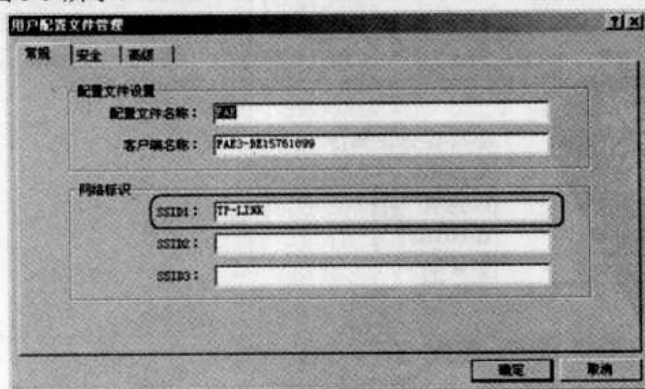 用户配置文件管理
常规 安全 高级
配置文件设置
配置文件名称： FAE
客户端名称： FAE3-BE15761099
网络标识
SSID1： TP-LINK
SSID2：
SSID3：
确定 取消